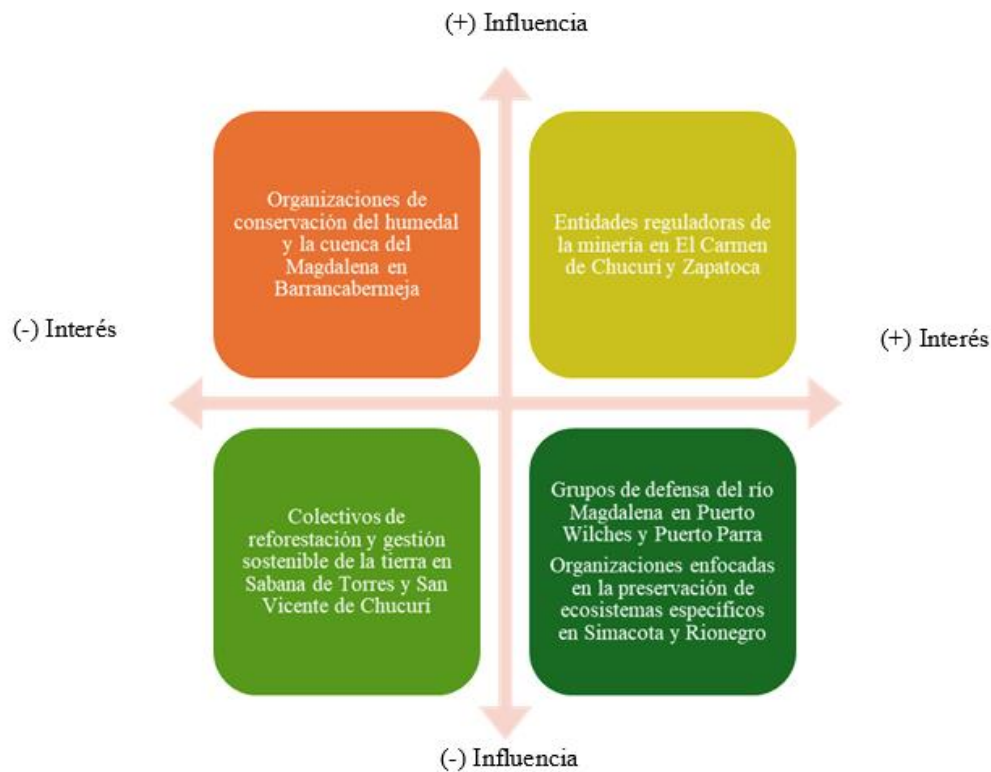 (+) Influencia
Organizaciones de
conservación del humedal
y la cuenca del
Magdalena en
Barrancabermeja
Entidades reguladoras de
la minería en El Carmen
de Chucurí y Zapatoca
(-) Interés
(+) Interés
Colectivos de
reforestación y gestión
sostenible de la tierra en
Sabana de Torres y San
Vicente de Chucurí
Grupos de defensa del río
Magdalena en Puerto
Wilches y Puerto Parra
Organizaciones enfocadas
en la preservación de
ecosistemas específicos
en Simacota y Rionegro
(-) Influencia